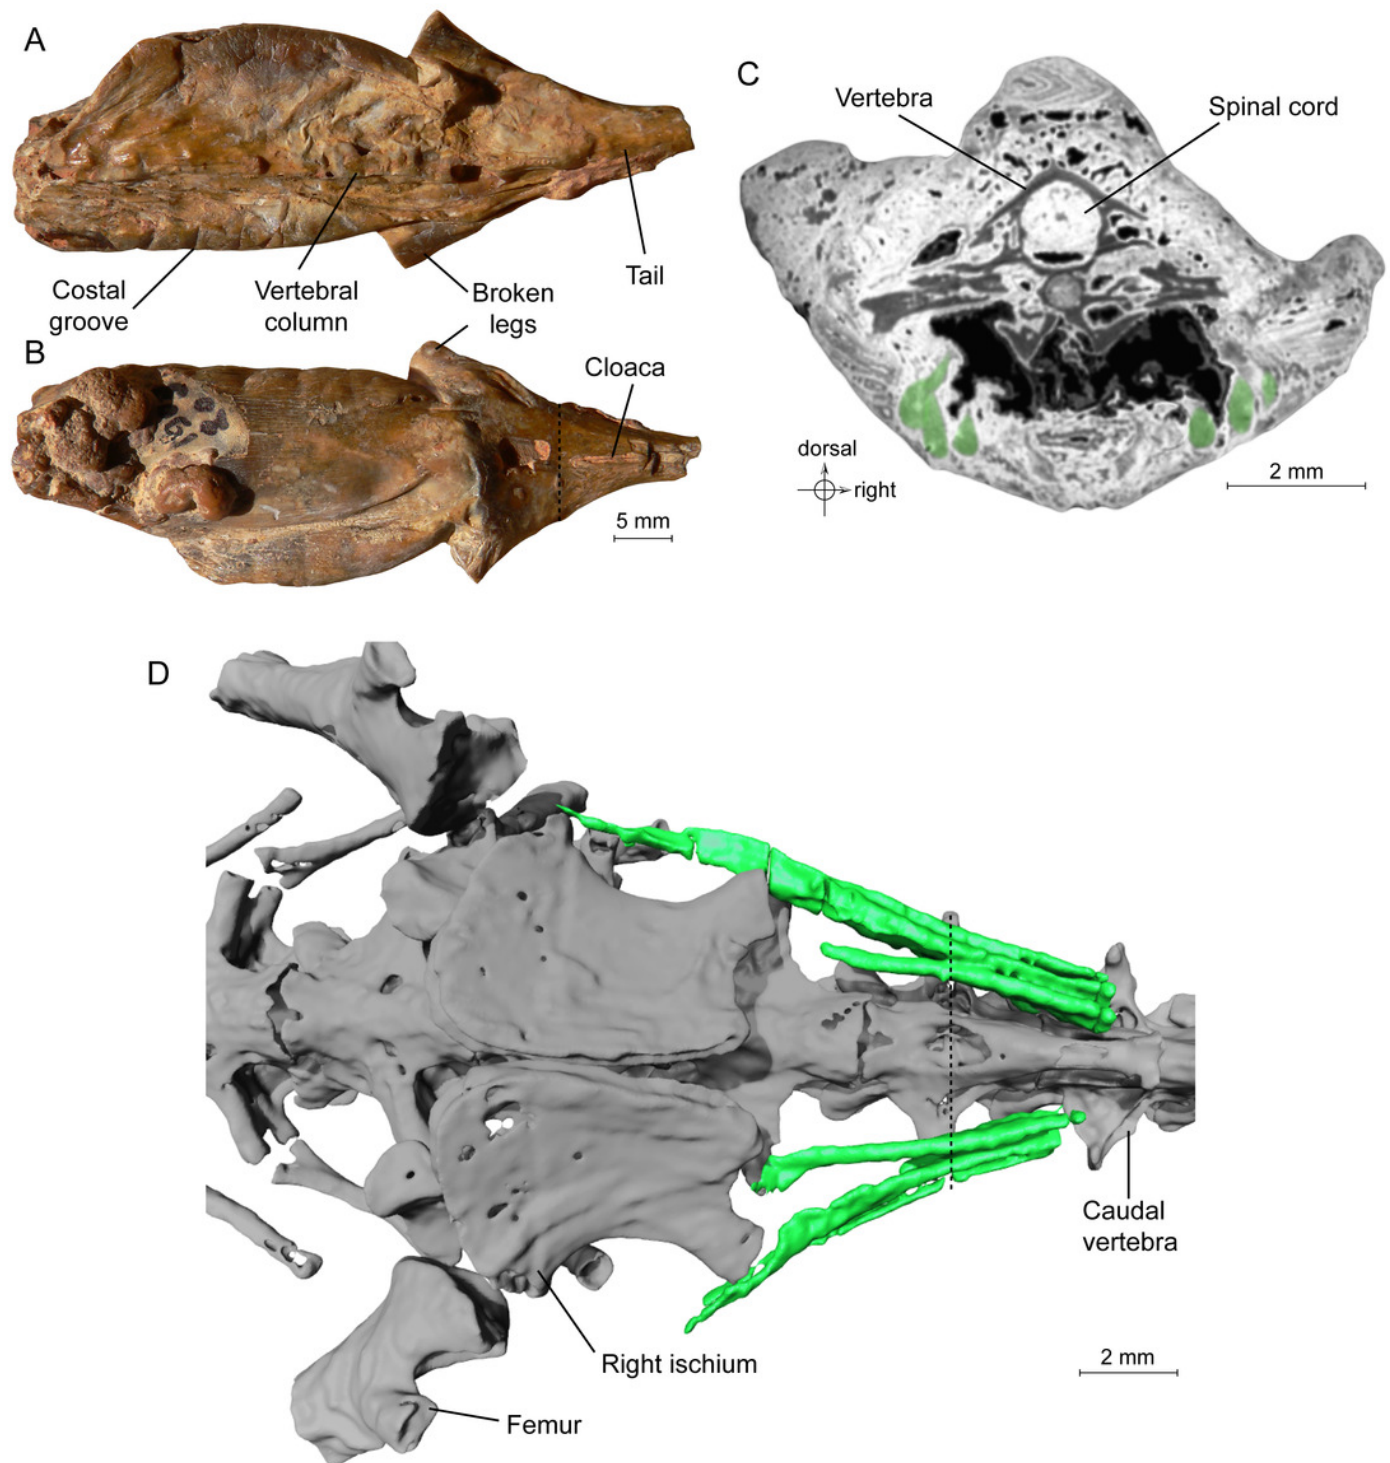 A
Costal
groove
Vertebral
column
Broken
legs
Tail
B
Cloaca
5 mm
C
Vertebra
Spinal cord
dorsal
right
2 mm
D
Caudal
vertebra
Right ischium
Femur
2 mm